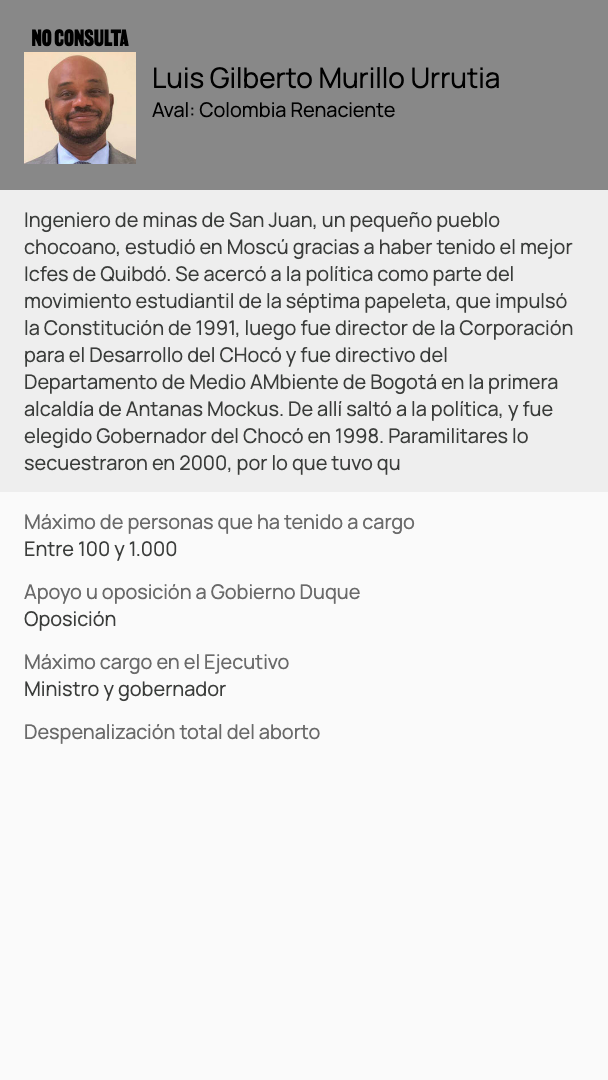 NO CONSULTA
Luis Gilberto Murillo Urrutia
Aval: Colombia Renaciente
Ingeniero de minas de San Juan, un pequeño pueblo
chocoano, estudió en Moscú gracias a haber tenido el mejor
Icfes de Quibdó. Se acercó a la política como parte del
movimiento estudiantil de la séptima papeleta, que impulsó
la Constitución de 1991, luego fue director de la Corporación
para el Desarrollo del CHocó y fue directivo del
Departamento de Medio AMbiente de Bogotá en la primera
alcaldía de Antanas Mockus. De allí saltó a la política, y fue
elegido Gobernador del Chocó en 1998. Paramilitares lo
secuestraron en 2000, por lo que tuvo qu
Máximo de personas que ha tenido a cargo
Entre 100 y 1.000
Apoyo u oposición a Gobierno Duque
Oposición
Máximo cargo en el Ejecutivo
Ministro y gobernador
Despenalización total del aborto